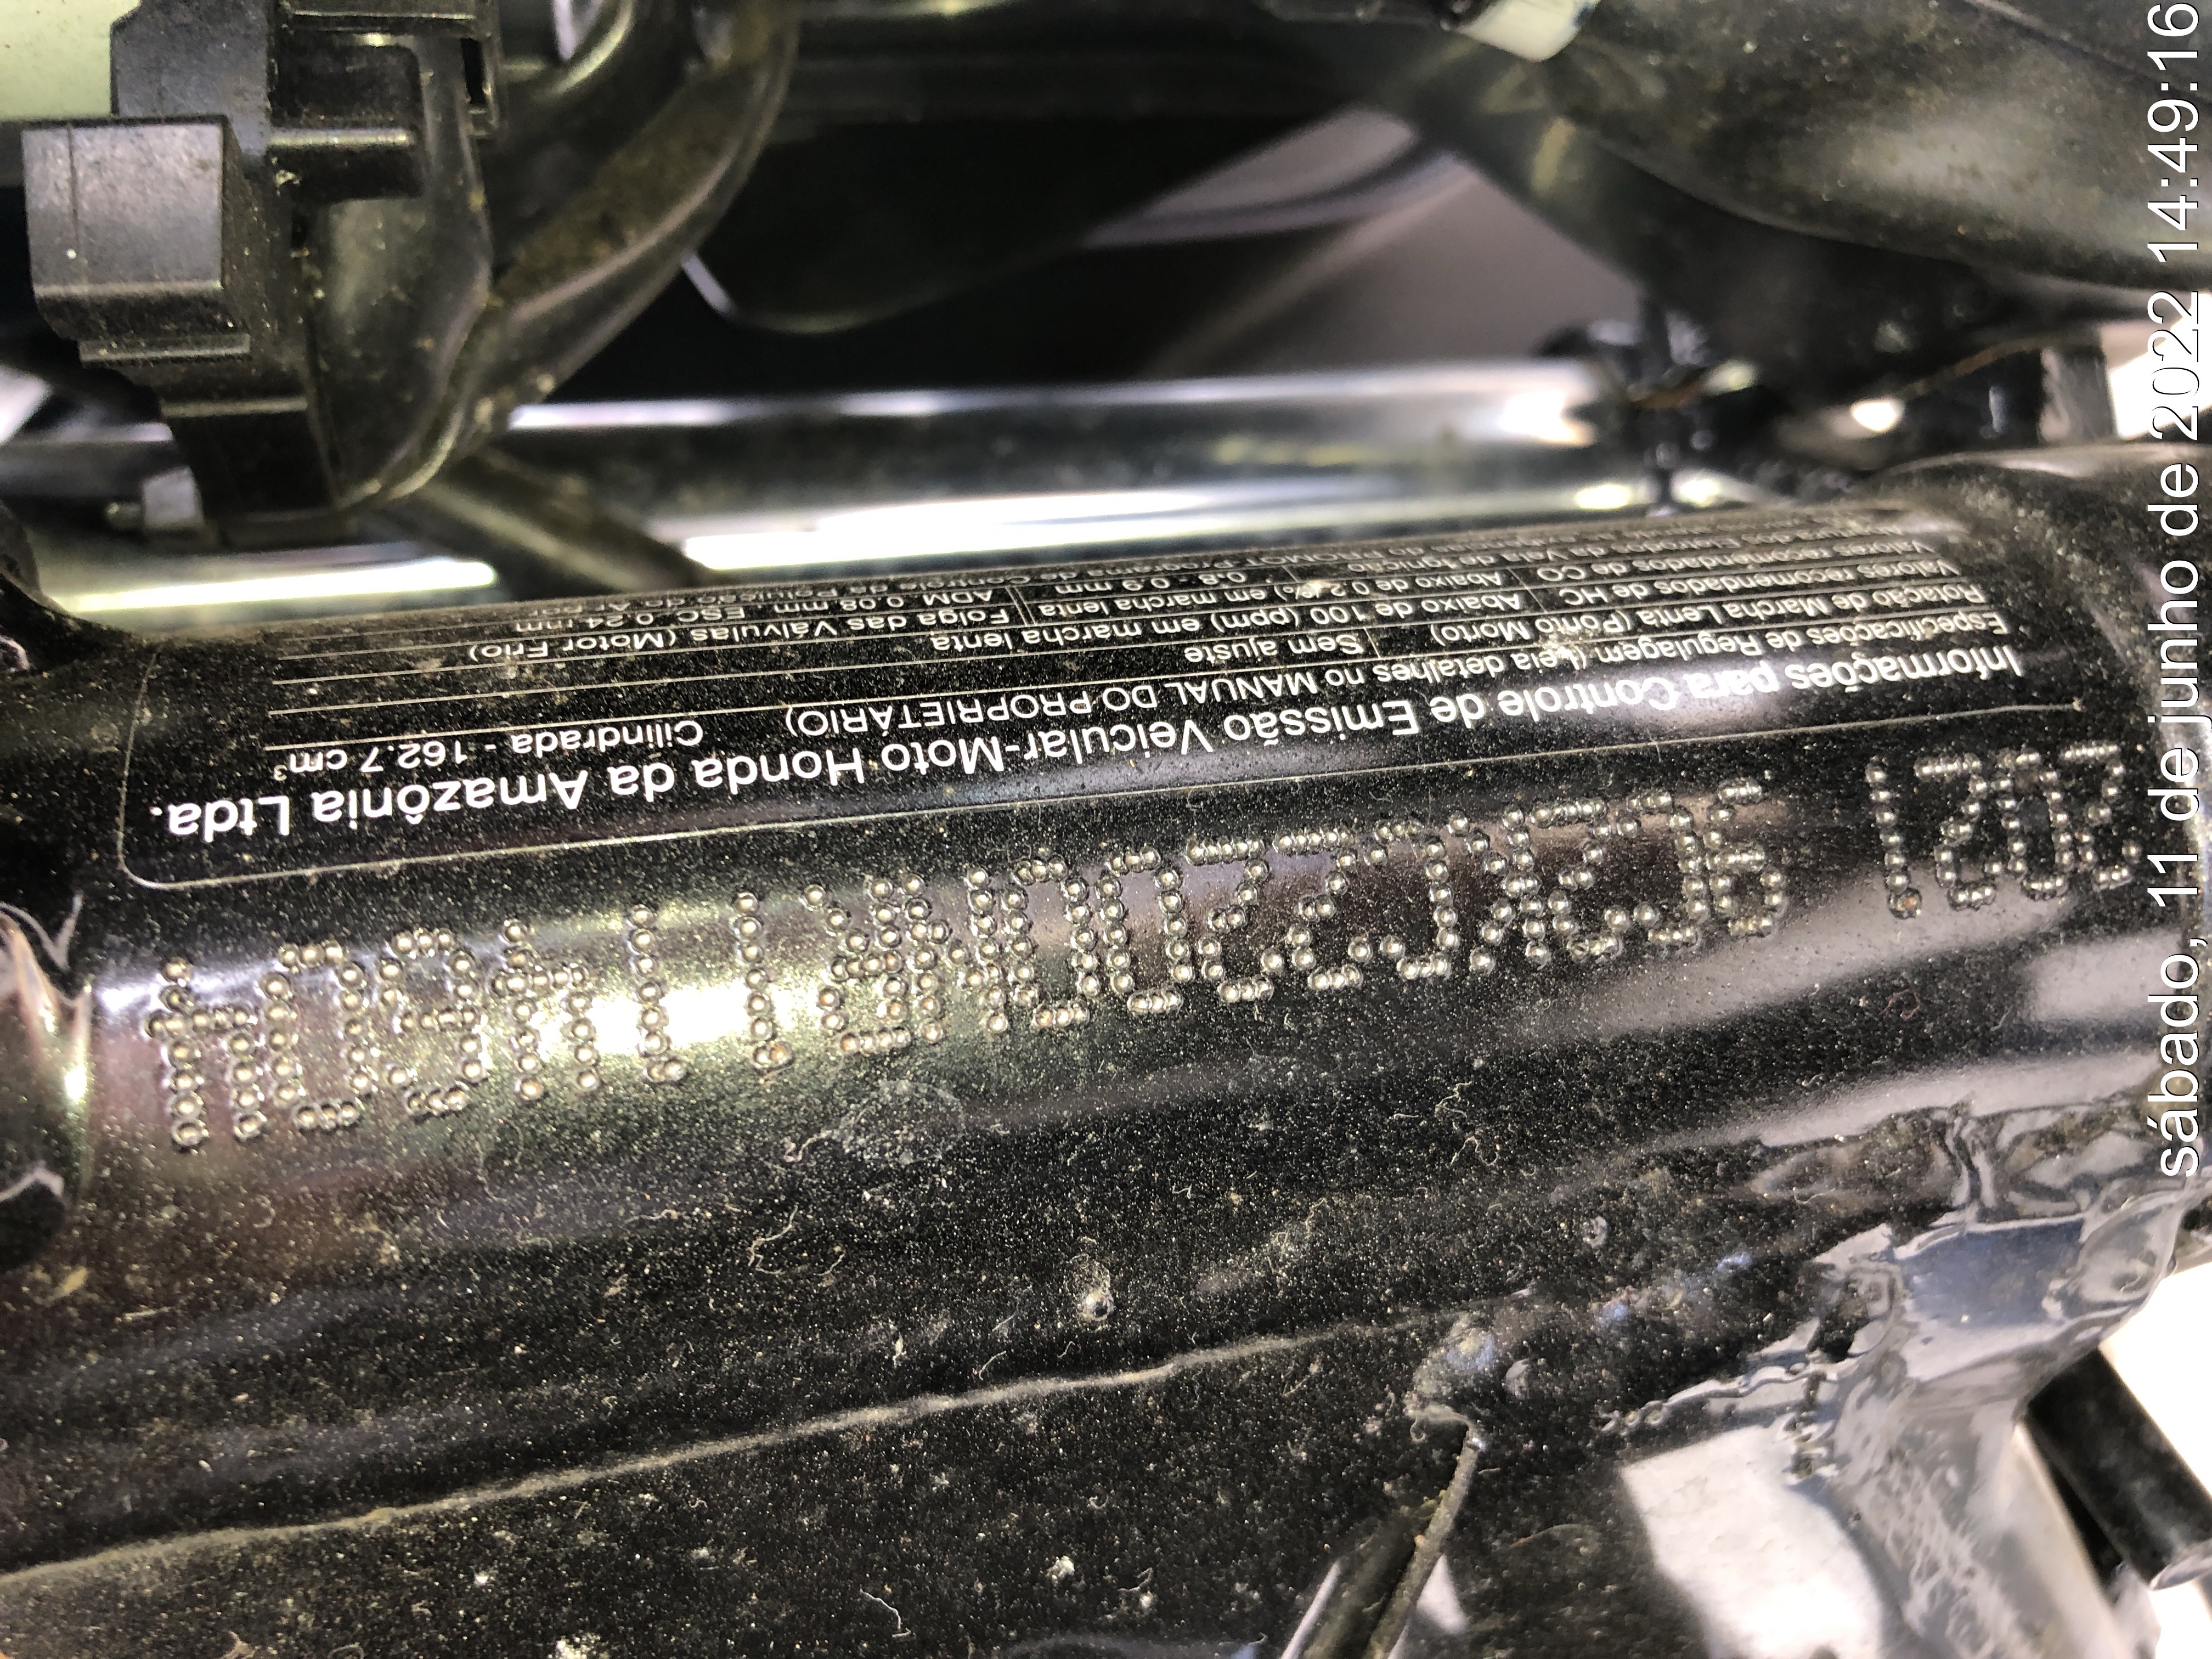 sábado, 11 de junho de 2022 14:49:16
2021 9C2KC2200NR114804
Informações para Controle de Emissão Veicular-Moto Honda da Amazônia Ltda.
Especificações de Regulagem (Leia detalhes no MANUAL DO PROPRIETÁRIO) Cilindrada - 162.7 cm³
Rotação de Marcha Lenta (Ponto Morto) Sem ajuste
Valores recomendados de HC Abaixo de 100 (ppm) em marcha lenta Folga das Válvulas (Motor Frio)
Valores recomendados de CO Abaixo de 0.2 (%) em marcha lenta ADM 0.08 mm ESC 0.24 mm
da Vela de Ignição 0.8 - 0.9 mm